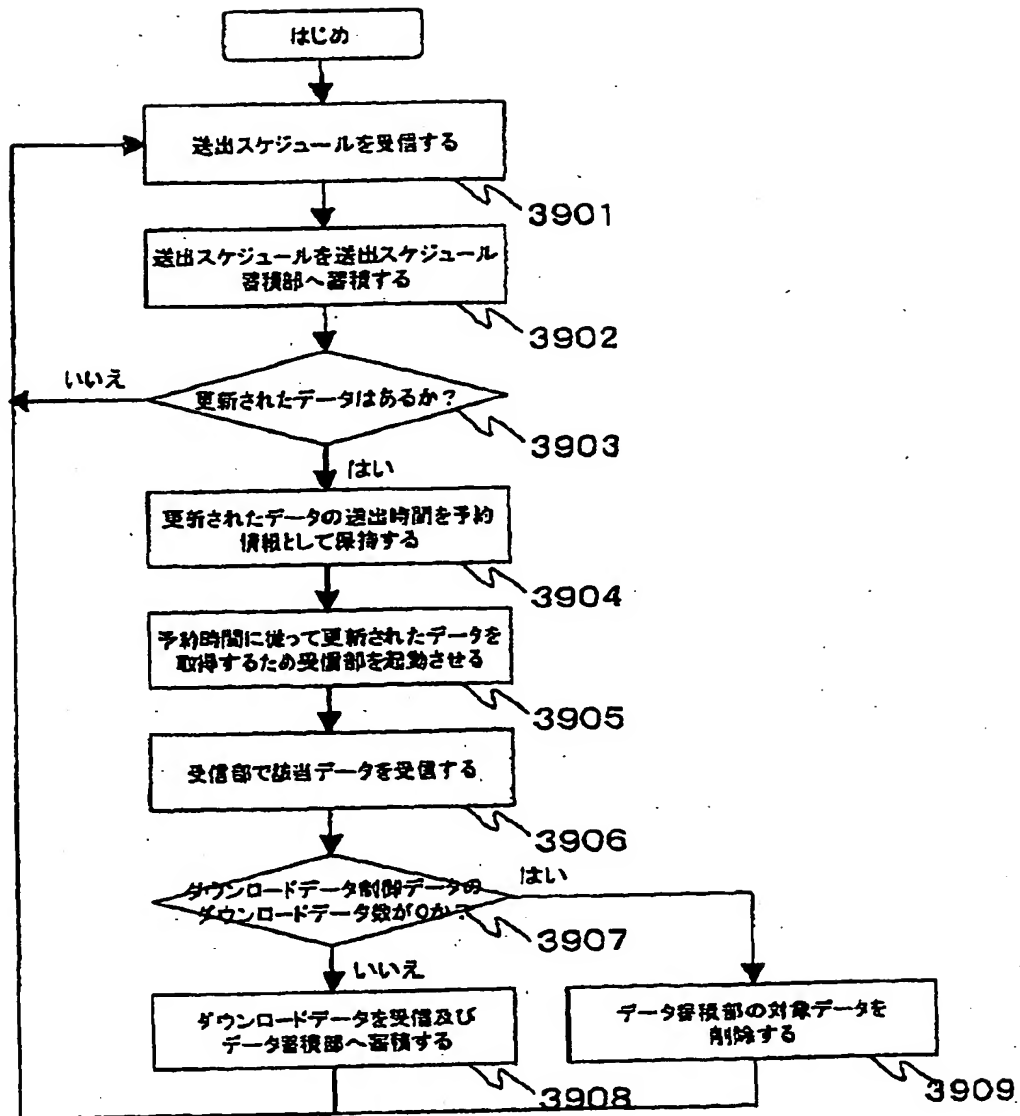 はじめ
送出スケジュールを受信する
3901
送出スケジュールを送出スケジュール
蓄積部へ蓄積する
3902
いいえ
更新されたデータはあるか?
3903
はい
更新されたデータの送出時間を予約
情報として保持する
3904
予約時間に従って更新されたデータを
取得するため受信部を起動させる
3905
受信部で該当データを受信する
3906
はい
ダウンロードデータ制御データの
ダウンロードデータ数が0か?
3907
いいえ
ダウンロードデータを受信及び
データ蓄積部へ蓄積する
3908
データ蓄積部の対象データを
削除する
3909